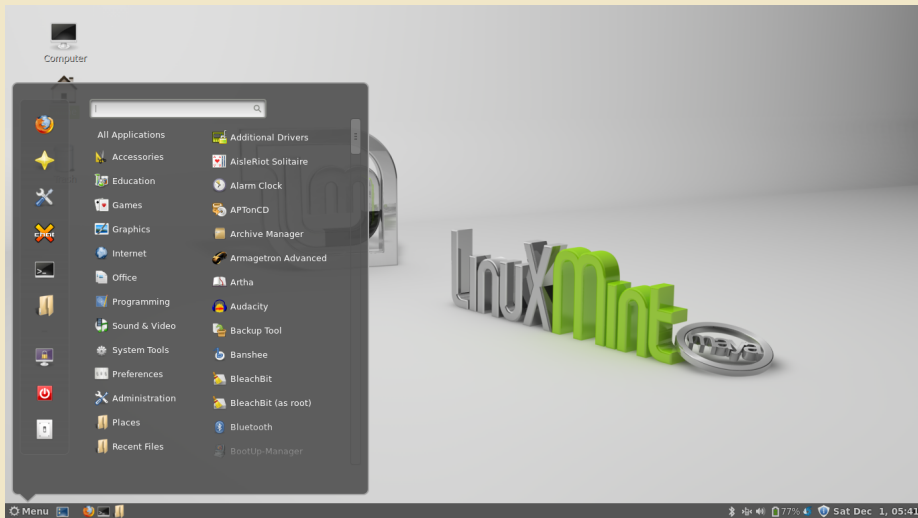 Computer
All Applications
Accessories
Education
Games
Graphics
Internet
Office
Programming
Sound & Video
System Tools
Preferences
Administration
Places
Recent Files
Additional Drivers
AisleRiot Solitaire
Alarm Clock
APTonCD
Archive Manager
Armagetron Advanced
Artha
Audacity
Backup Tool
Banshee
BleachBit
BleachBit (as root)
Bluetooth
BootUp-Manager
LinuxMint
maya
Menu
77%
Sat Dec 1, 05:41